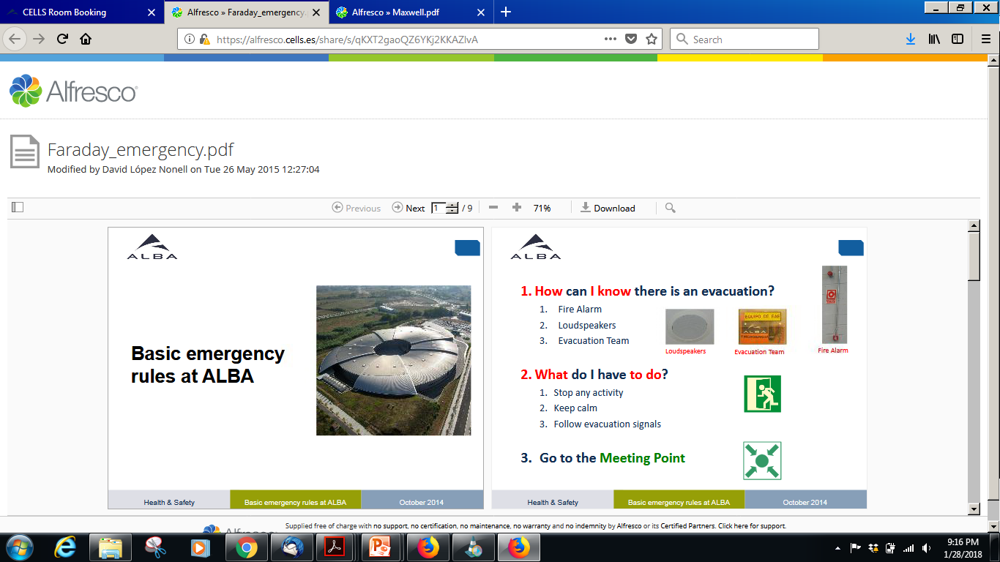 CELLS Room Booking
Alfresco » Faraday_emergency.
Alfresco » Maxwell.pdf
https://alfresco.cells.es/share/s/qKXT2gaoQZ6YKj2KKAZlvA
Search
Alfresco
Faraday_emergency.pdf
Modified by David López Nonell on Tue 26 May 2015 12:27:04
Previous Next 1 / 9 71% Download
ALBA
Basic emergency
rules at ALBA
Health & Safety Basic emergency rules at ALBA October 2014
ALBA
1. How can I know there is an evacuation?
1. Fire Alarm
2. Loudspeakers
3. Evacuation Team
Loudspeakers
EQUIPO DE EAE
ALBA
Evacuation Team
Fire Alarm
2. What do I have to do?
1. Stop any activity
2. Keep calm
3. Follow evacuation signals
3. Go to the Meeting Point
Health & Safety Basic emergency rules at ALBA October 2014
Alfresco
Supplied free of charge with no support, no certification, no maintenance, no warranty and no indemnity by Alfresco or its Certified Partners. Click here for support.
9:16 PM
1/28/2018